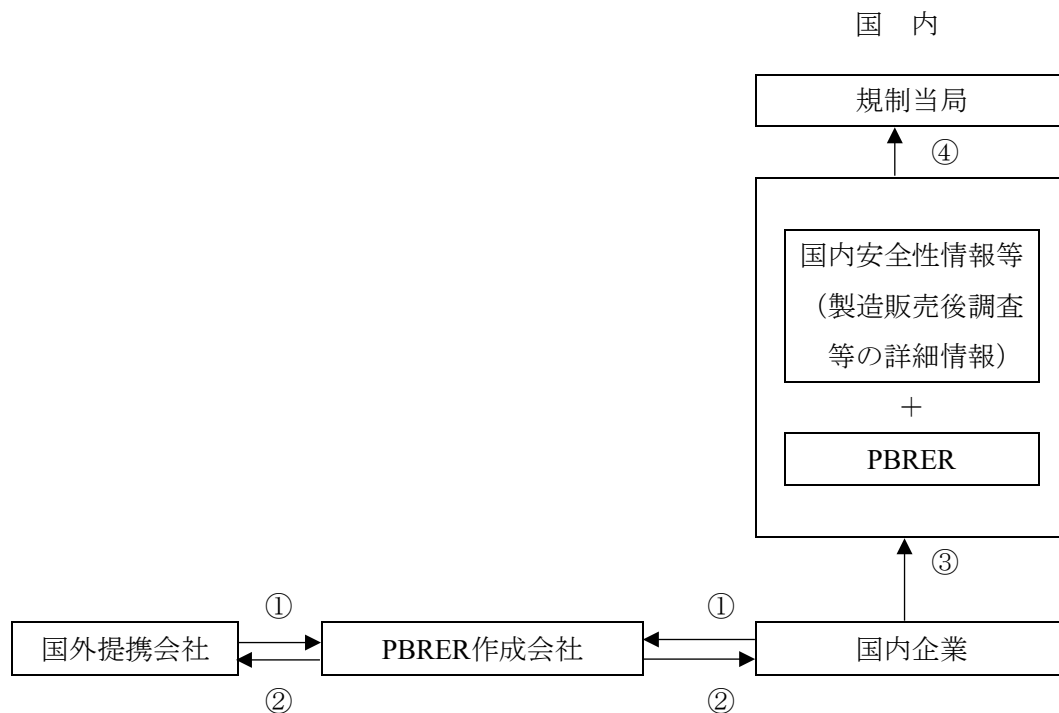 国 内
規制当局
④
国内安全性情報等
(製造販売後調査
等の詳細情報)
+
PBRER
③
① ①
国外提携会社 PBRER作成会社 国内企業
② ②